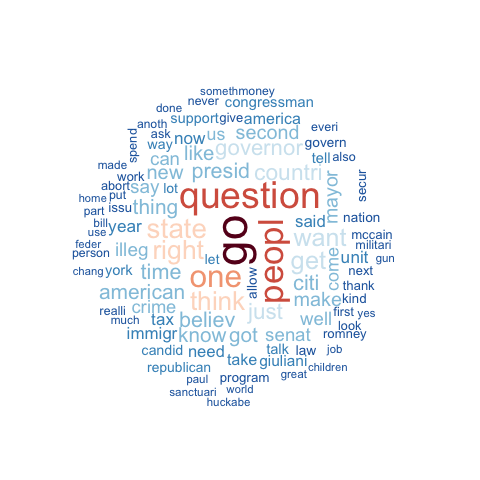 somethmoney
never congressman
done
support give america
anoth
everi
ask now us second
govern
way like governor
tell also
spend
can
made new presid countri
work
secur
abort say lot question mayor
home put
part issu thing go peopl said nation
bill year state want mccain
use
militari
feder illeg right let get unit gun
person
chang york time one allow citi come next
american think make kind thank
crime just first yes
realli
much tax believ well look
immigr know got senat romney
candid need talk law job
take giuliani
republican children
paul program great
sanctuari world
huckabe